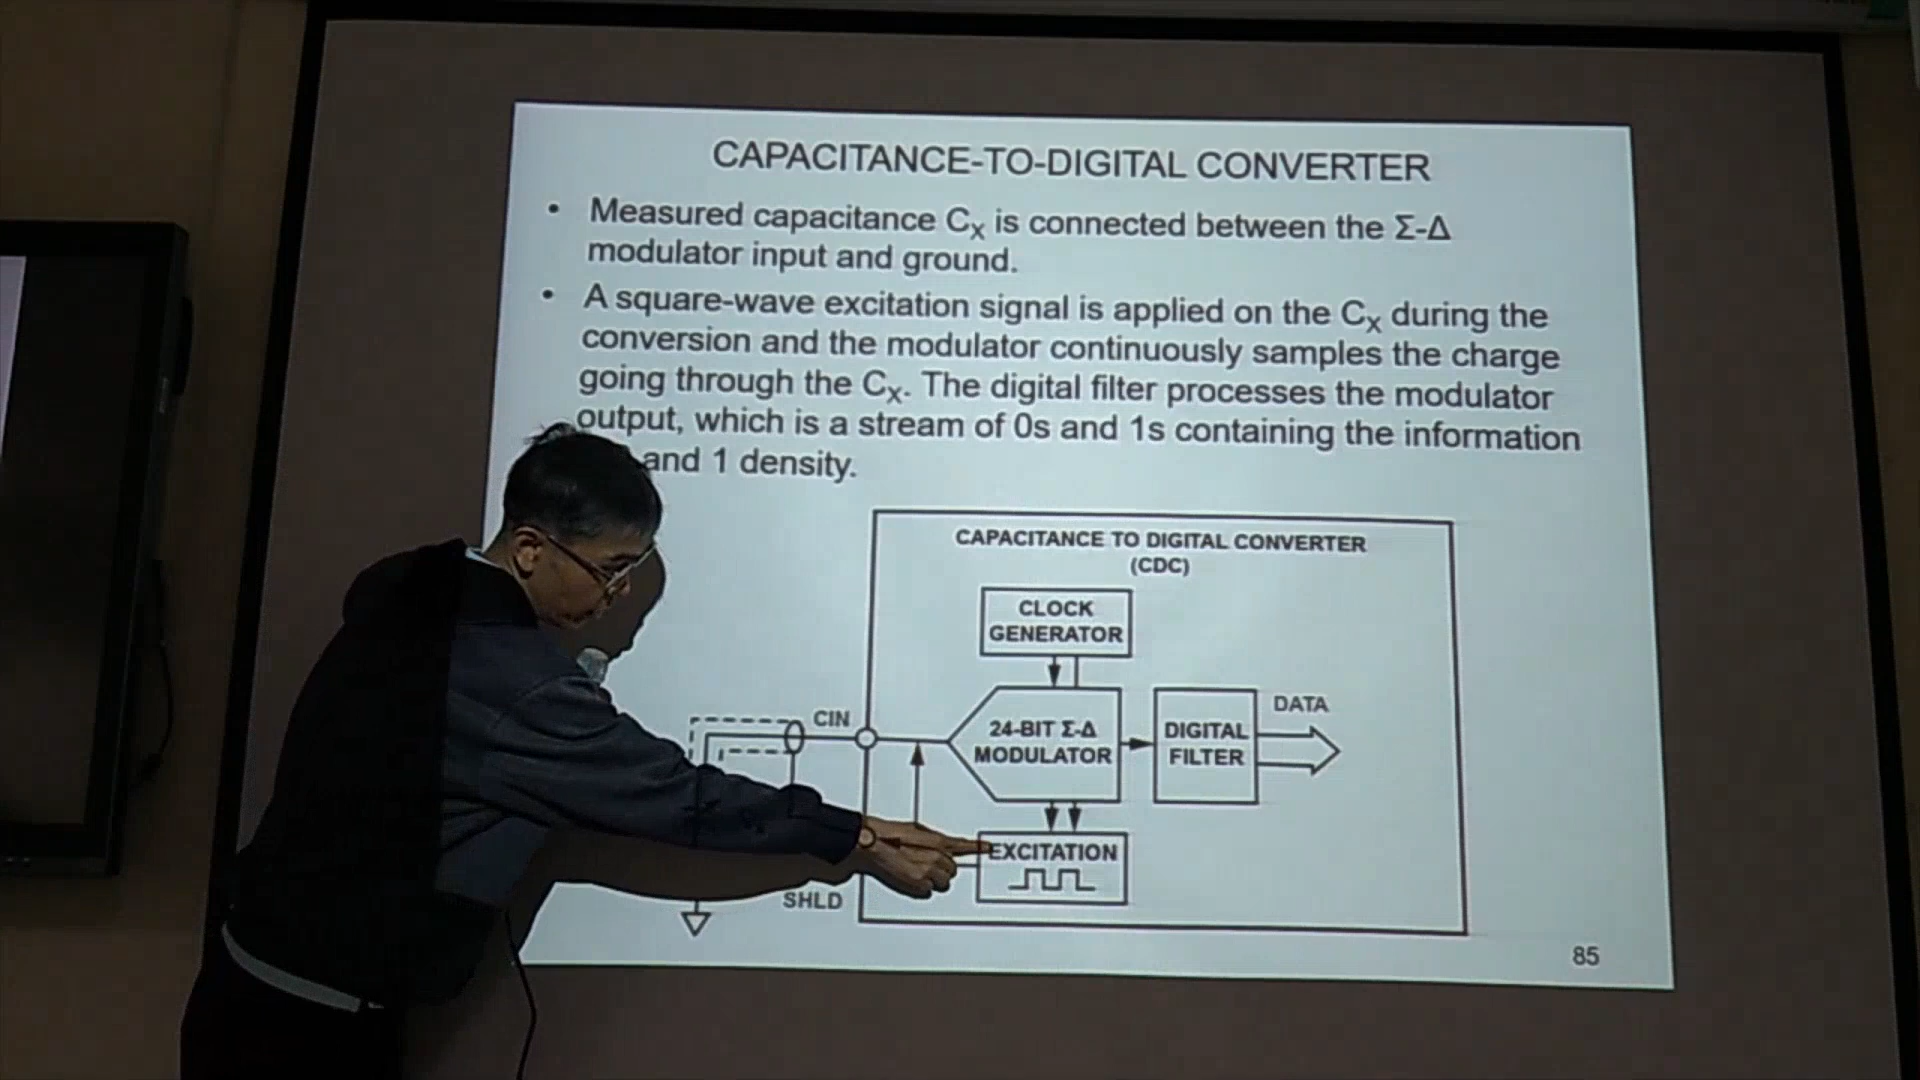 CAPACITANCE-TO-DIGITAL CONVERTER
• Measured capacitance Cx is connected between the Σ-Δ
modulator input and ground.
• A square-wave excitation signal is applied on the Cx during the
conversion and the modulator continuously samples the charge
going through the Cx. The digital filter processes the modulator
output, which is a stream of 0s and 1s containing the information
and 1 density.
CAPACITANCE TO DIGITAL CONVERTER
(CDC)
CLOCK
GENERATOR
CIN
24-BIT Σ-Δ
MODULATOR
DIGITAL
FILTER
DATA
EXCITATION
SHLD
85